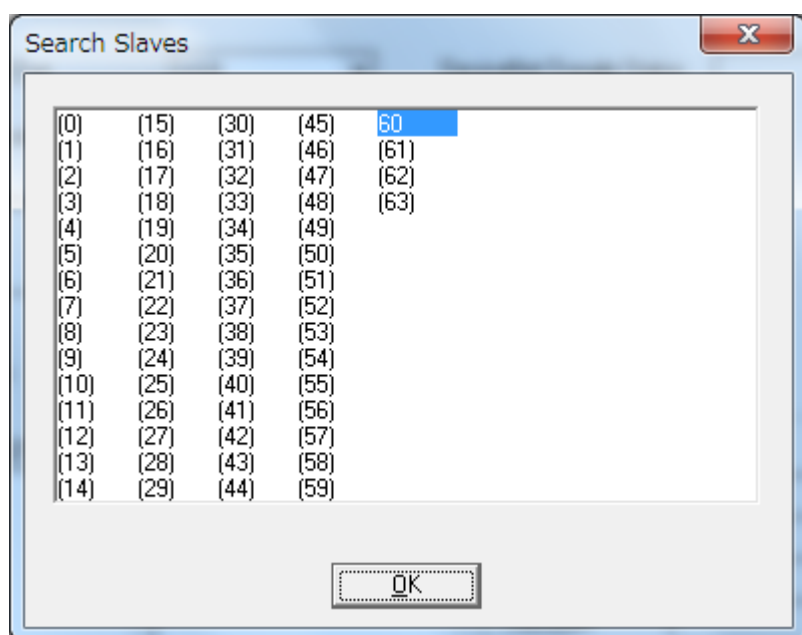 Search Slaves
(0) (15) (30) (45) 60
(1) (16) (31) (46) (61)
(2) (17) (32) (47) (62)
(3) (18) (33) (48) (63)
(4) (19) (34) (49)
(5) (20) (35) (50)
(6) (21) (36) (51)
(7) (22) (37) (52)
(8) (23) (38) (53)
(9) (24) (39) (54)
(10) (25) (40) (55)
(11) (26) (41) (56)
(12) (27) (42) (57)
(13) (28) (43) (58)
(14) (29) (44) (59)
OK